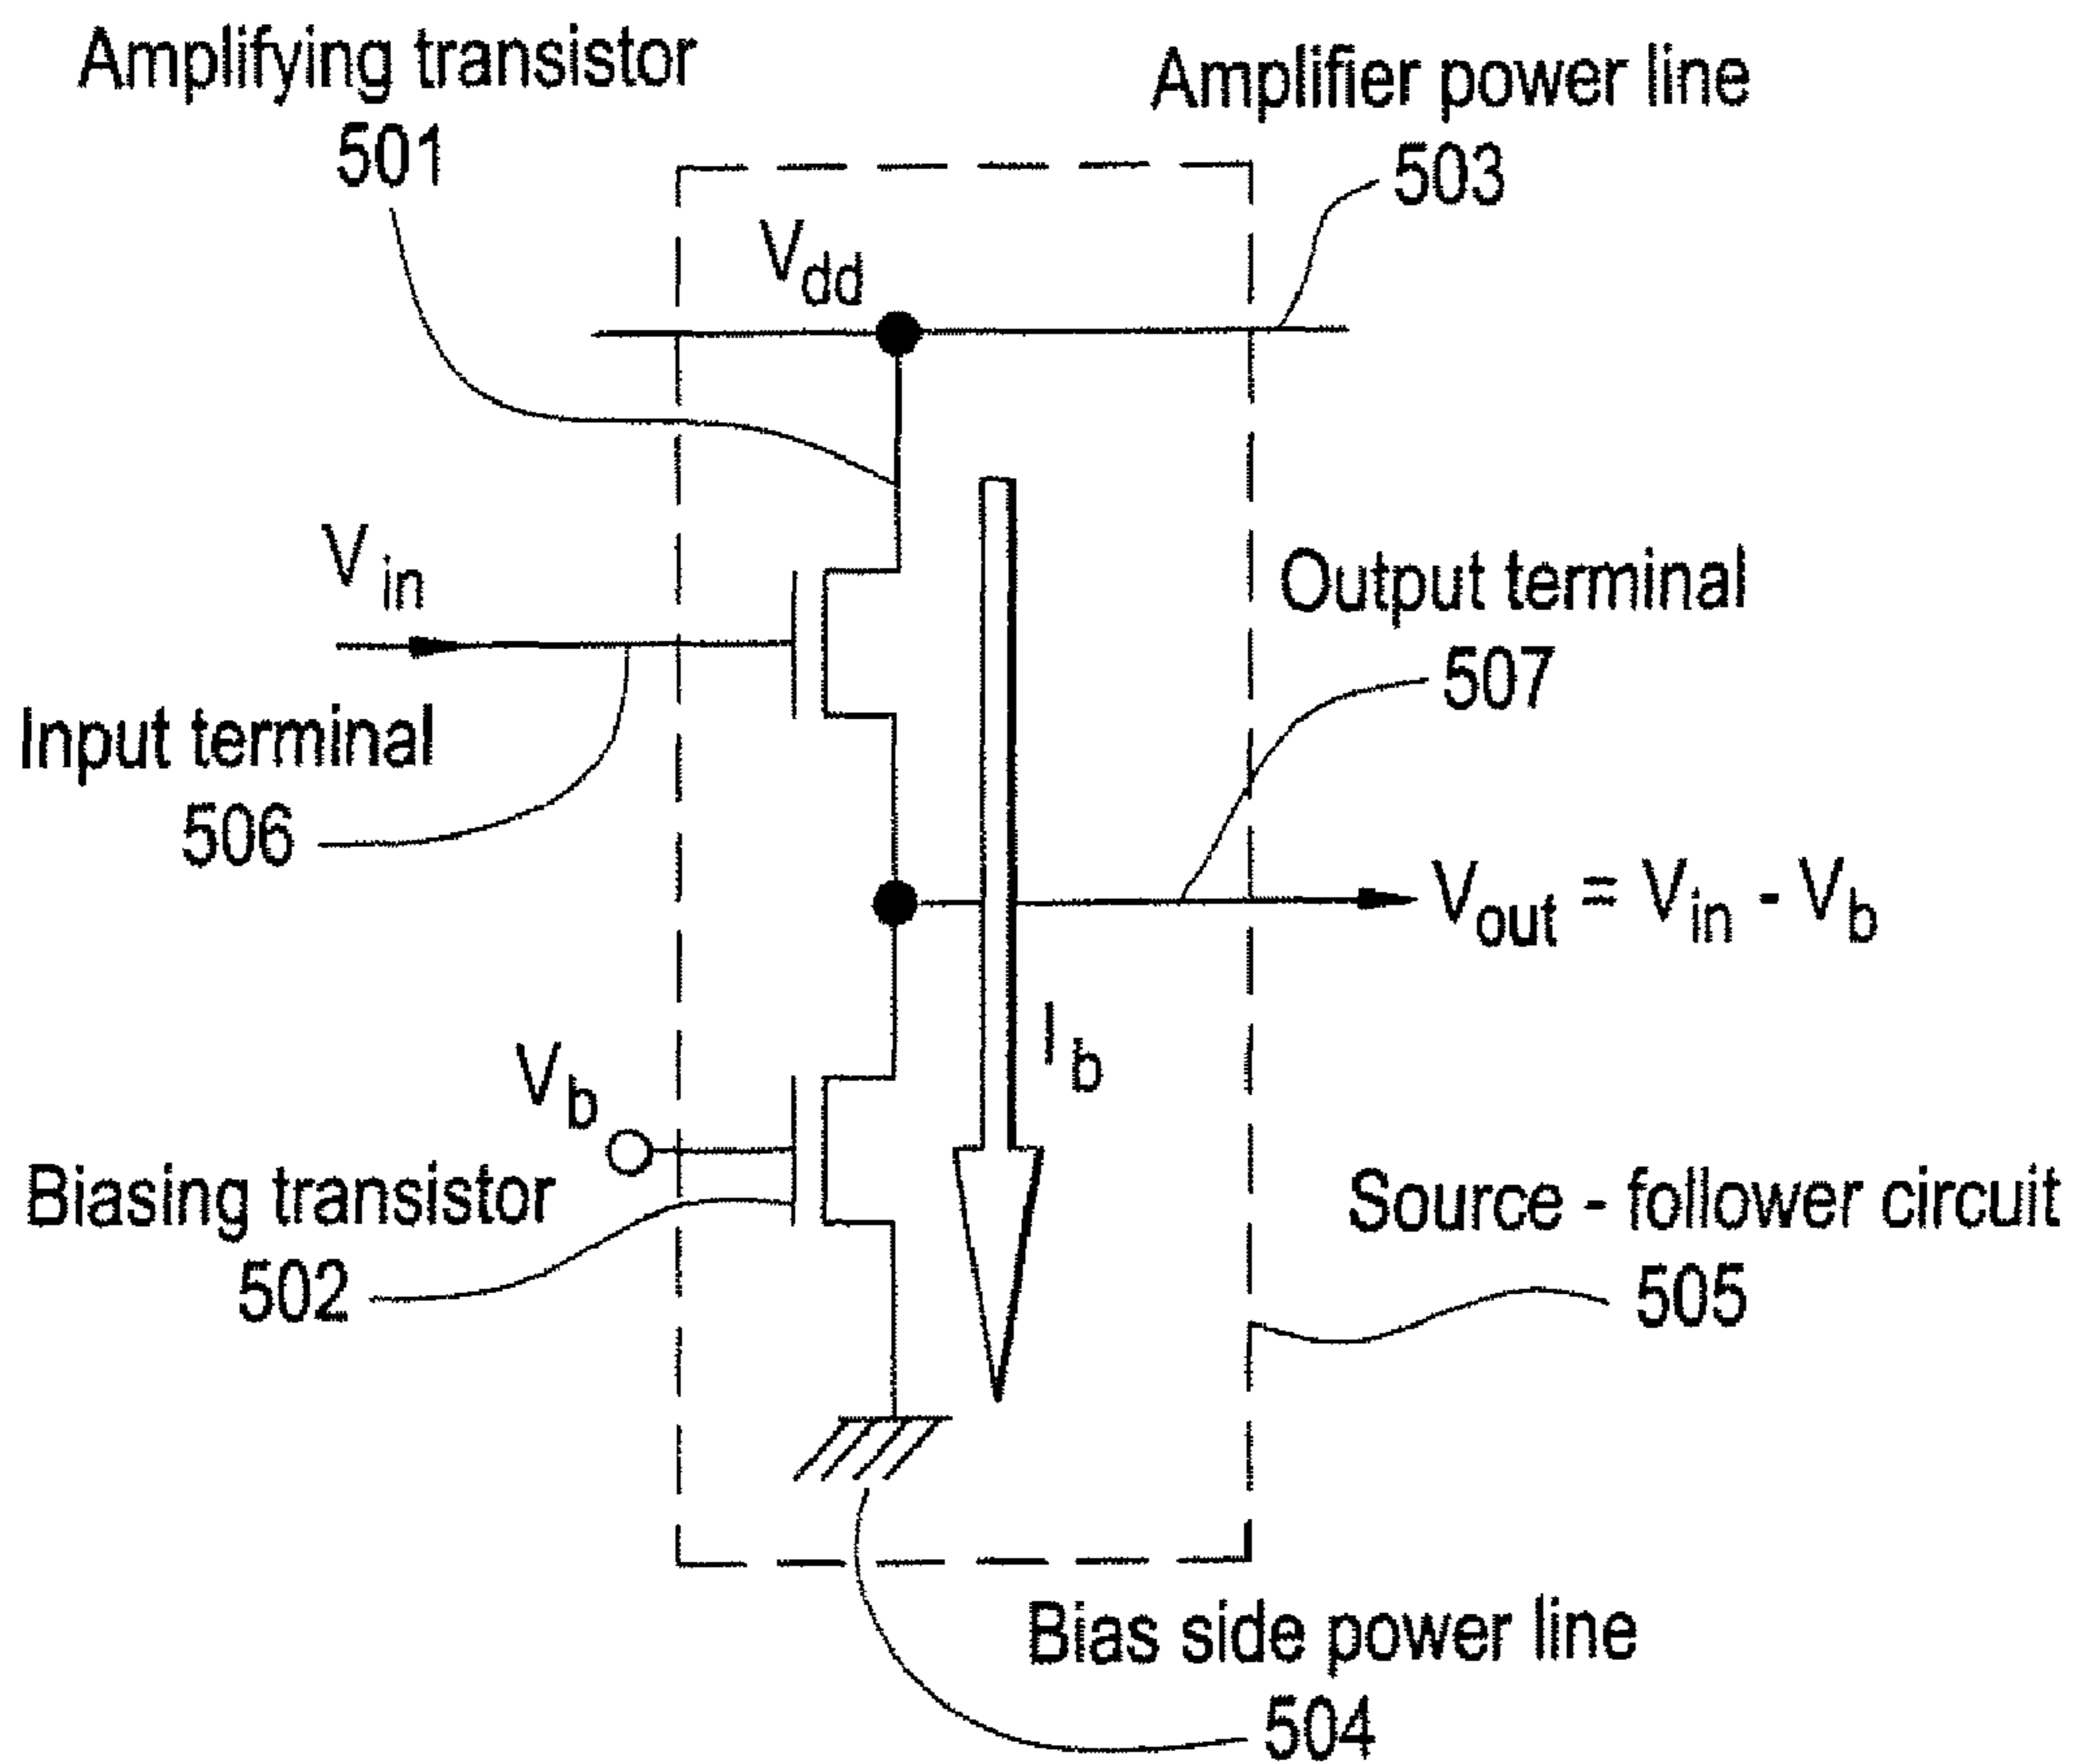 Amplifying transistor
501
Amplifier power line
503
Vdd
Vin
Input terminal
506
Output terminal
507
Vout = Vin - Vb
Ib
Vb
Biasing transistor
502
Source - follower circuit
505
Bias side power line
504